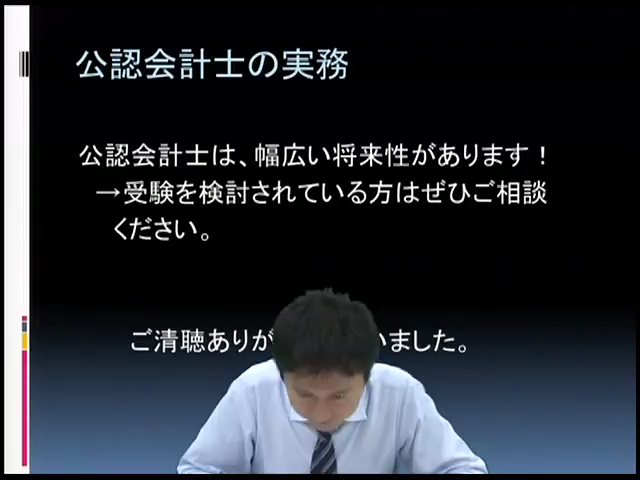 公認会計士の実務
公認会計士は、幅広い将来性があります！
→受験を検討されている方はぜひご相談
ください。
ご清聴ありが いました。